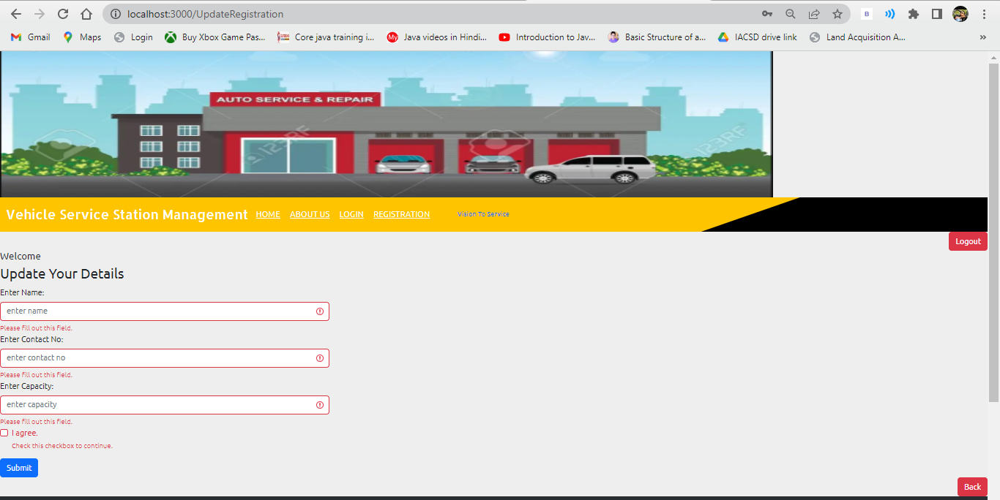 localhost:3000/UpdateRegistration
B
Gmail Maps Login Buy Xbox Game Pas... Core java training i... My Java videos in Hindi... Introduction to Jav... Basic Structure of a... IACSD drive link Land Acquisition A... »
AUTO SERVICE & REPAIR
123RF 123RF
Vehicle Service Station Management HOME ABOUT US LOGIN REGISTRATION Vision To Service
Logout
Welcome
Update Your Details
Enter Name:
enter name
Please fill out this field.
Enter Contact No:
enter contact no
Please fill out this field.
Enter Capacity:
enter capacity
Please fill out this field.
I agree.
Check this checkbox to continue.
Submit
Back